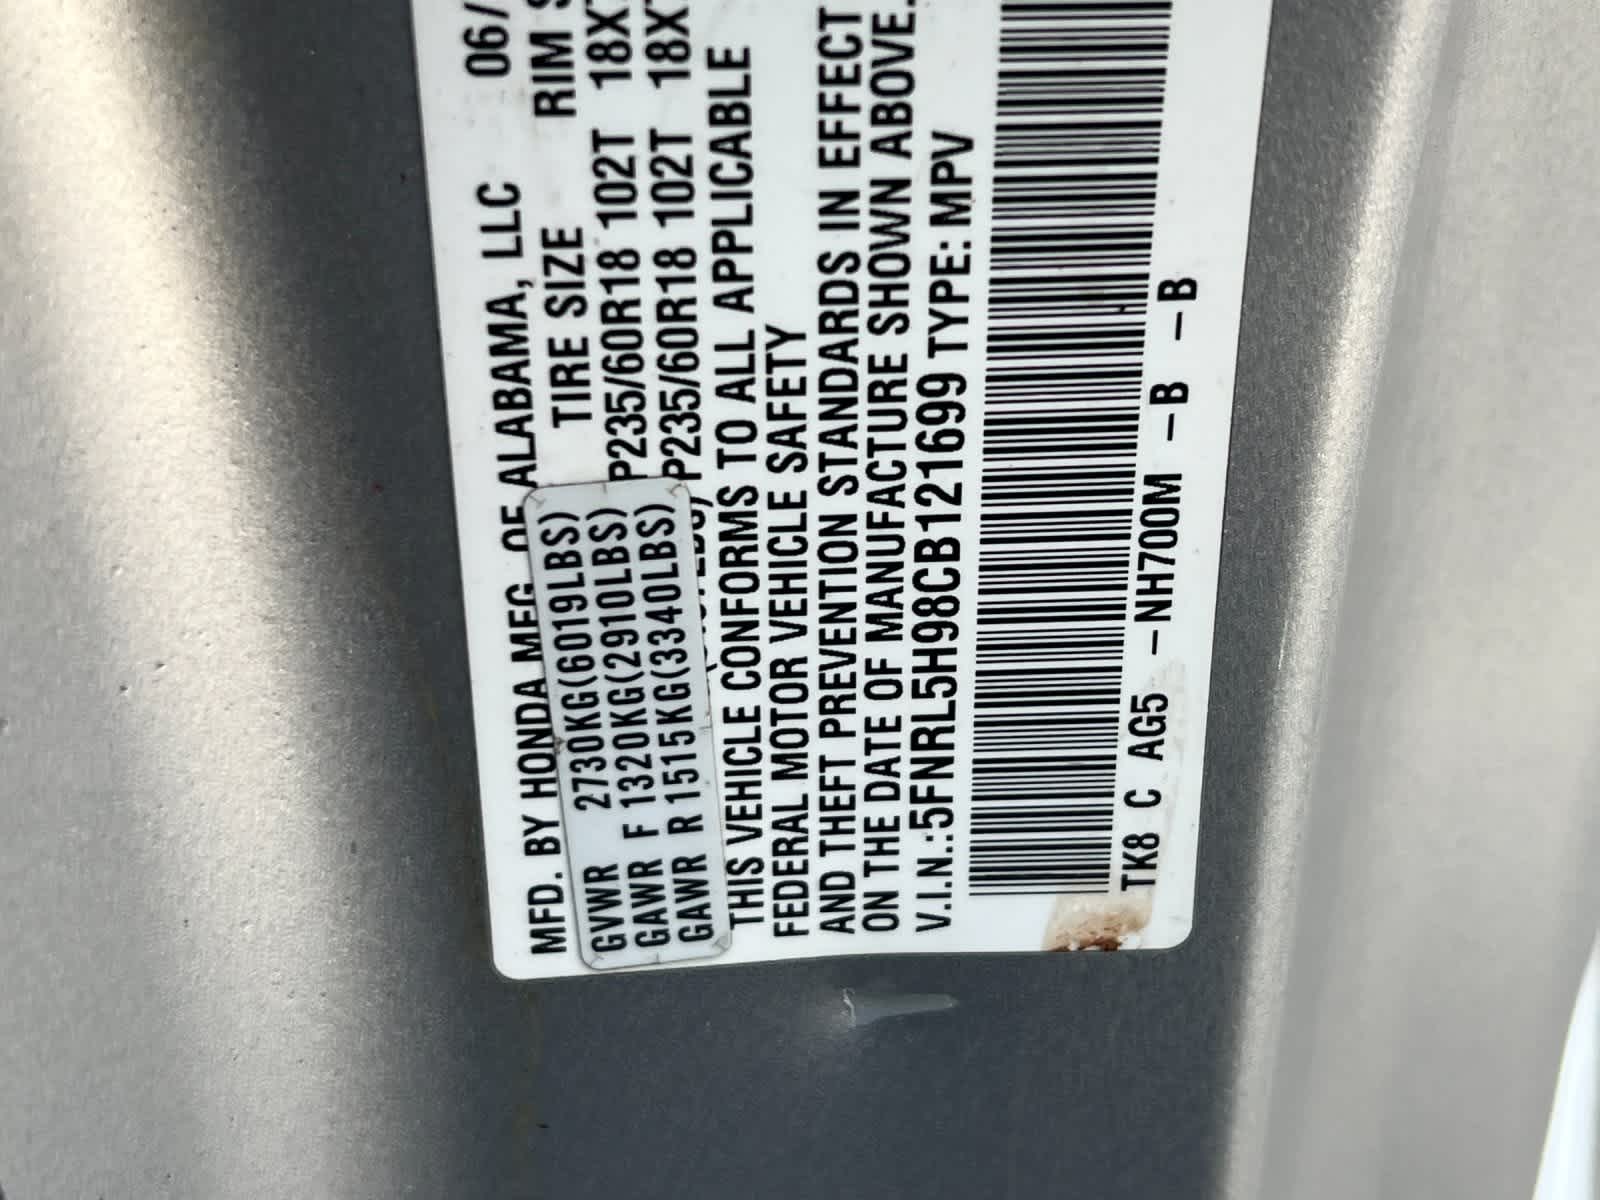 MFD. BY HONDA MFG. OF ALABAMA, LLC 06/
TIRE SIZE RIM S
GVWR 2730KG(6019LBS)
GAWR F 1320KG(2910LBS) P235/60R18 102T 18X7
GAWR R 1515KG(3340LBS) P235/60R18 102T 18X7
THIS VEHICLE CONFORMS TO ALL APPLICABLE
FEDERAL MOTOR VEHICLE SAFETY
AND THEFT PREVENTION STANDARDS IN EFFECT
ON THE DATE OF MANUFACTURE SHOWN ABOVE.
V.I.N.:5FNRL5H98CB121699 TYPE: MPV
TK8 C AG5 -NH700M -B -B